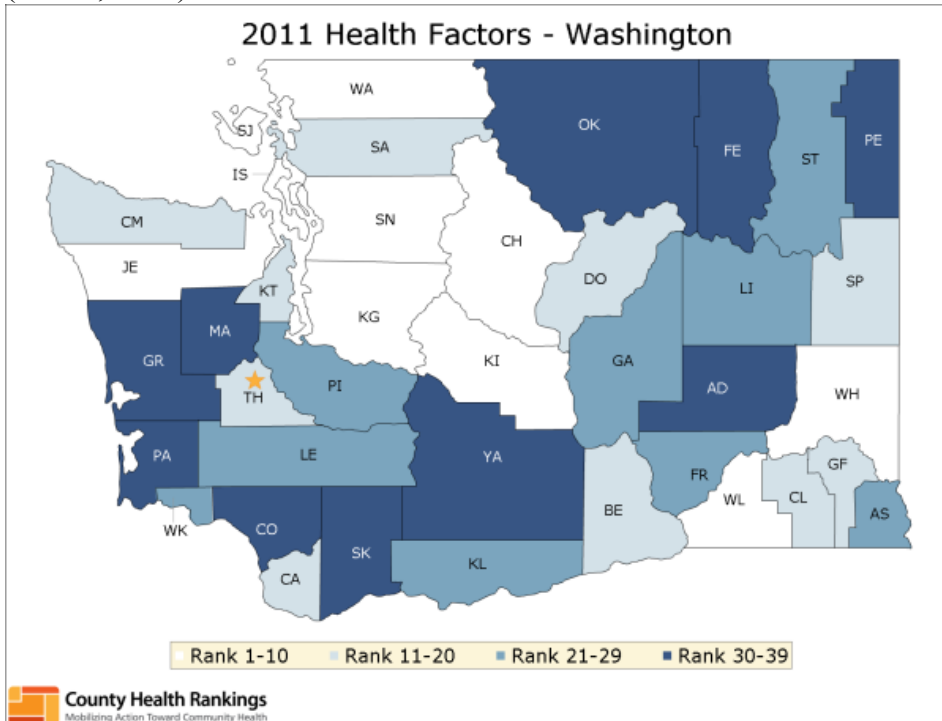 2011 Health Factors - Washington
WA
OK
FE
PE
SJ
SA
ST
IS
CM
SN
CH
JE
DO
SP
KT
LI
KG
MA
KI
GR
GA
PI
AD
WH
TH
LE
YA
PA
GF
FR
CL
WL
BE
AS
WK
CO
SK
KL
CA
Rank 1-10 Rank 11-20 Rank 21-29 Rank 30-39
County Health Rankings
Mobilizing Action Toward Community Health